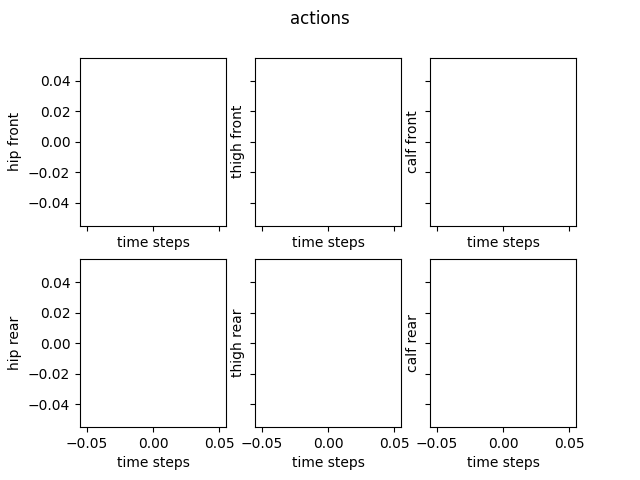 actions
0.04
0.02
0.00
−0.02
−0.04
hip front
thigh front
calf front
time steps
time steps
time steps
0.04
0.02
0.00
−0.02
−0.04
hip rear
thigh rear
calf rear
−0.05 0.00 0.05
−0.05 0.00 0.05
−0.05 0.00 0.05
time steps
time steps
time steps